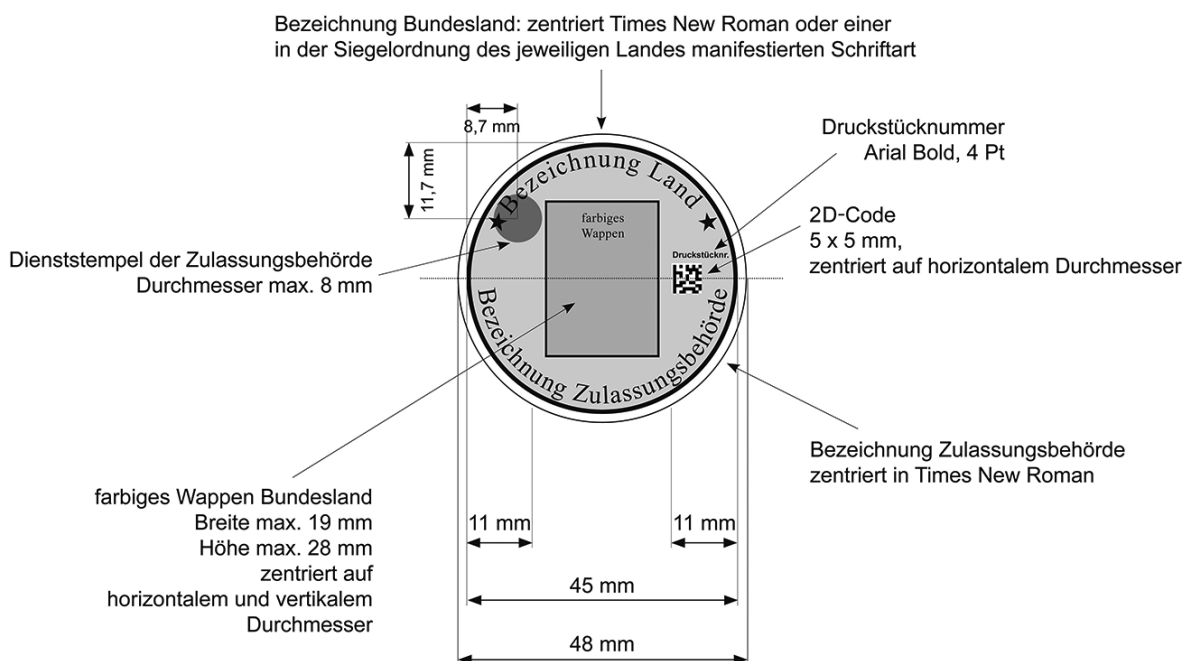 Bezeichnung Bundesland: zentriert Times New Roman oder einer
in der Siegelordnung des jeweiligen Landes manifestierten Schriftart
8,7 mm
11,7 mm
Druckstücknummer
Arial Bold, 4 Pt
2D-Code
5 x 5 mm,
zentriert auf horizontalem Durchmesser
Dienststempel der Zulassungsbehörde
Durchmesser max. 8 mm
Bezeichnung Land
farbiges
Wappen
Druckstücknr.
Bezeichnung Zulassungsbehörde
Bezeichnung Zulassungsbehörde
zentriert in Times New Roman
farbiges Wappen Bundesland
Breite max. 19 mm
Höhe max. 28 mm
zentriert auf
horizontalem und vertikalem
Durchmesser
11 mm
11 mm
45 mm
48 mm